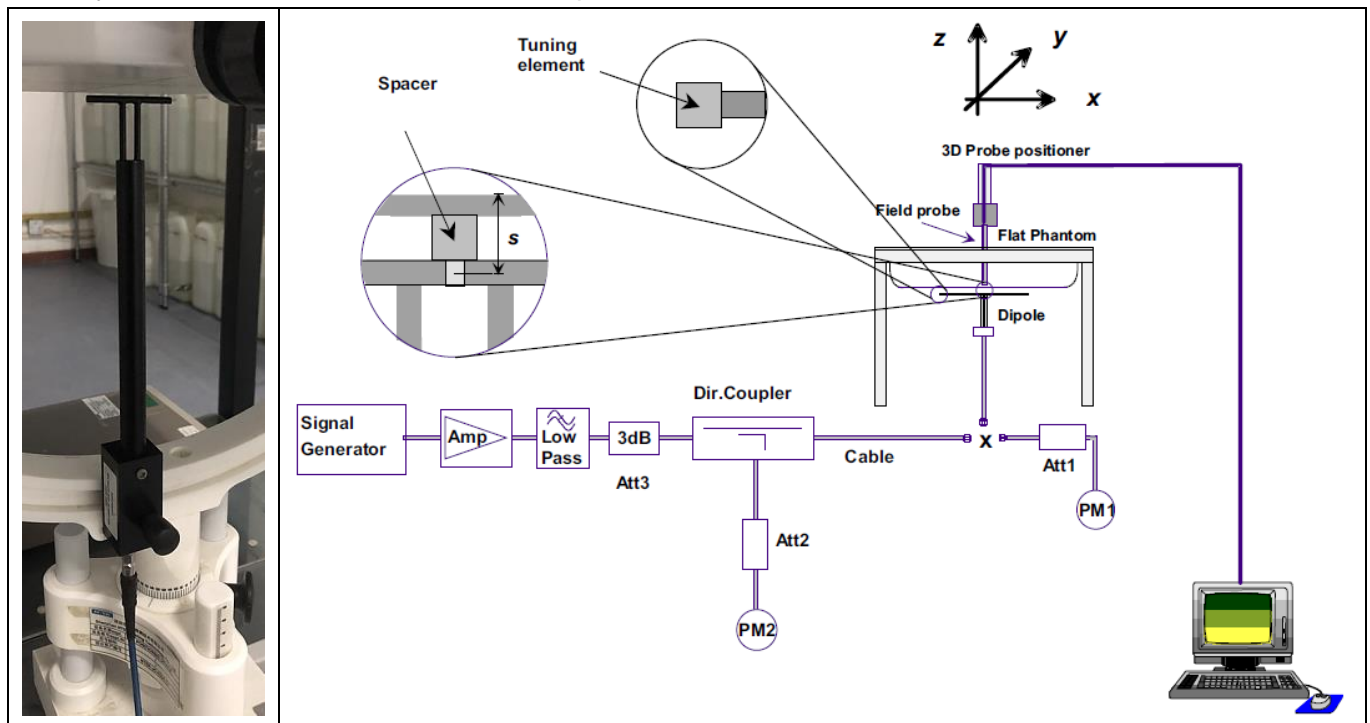 Tuning
element
Spacer
s
z
y
x
3D Probe positioner
Field probe
Flat Phantom
Dipole
Dir.Coupler
Signal
Generator
Amp
Low
Pass
3dB
Att3
Cable
x
Att1
PM1
Att2
PM2